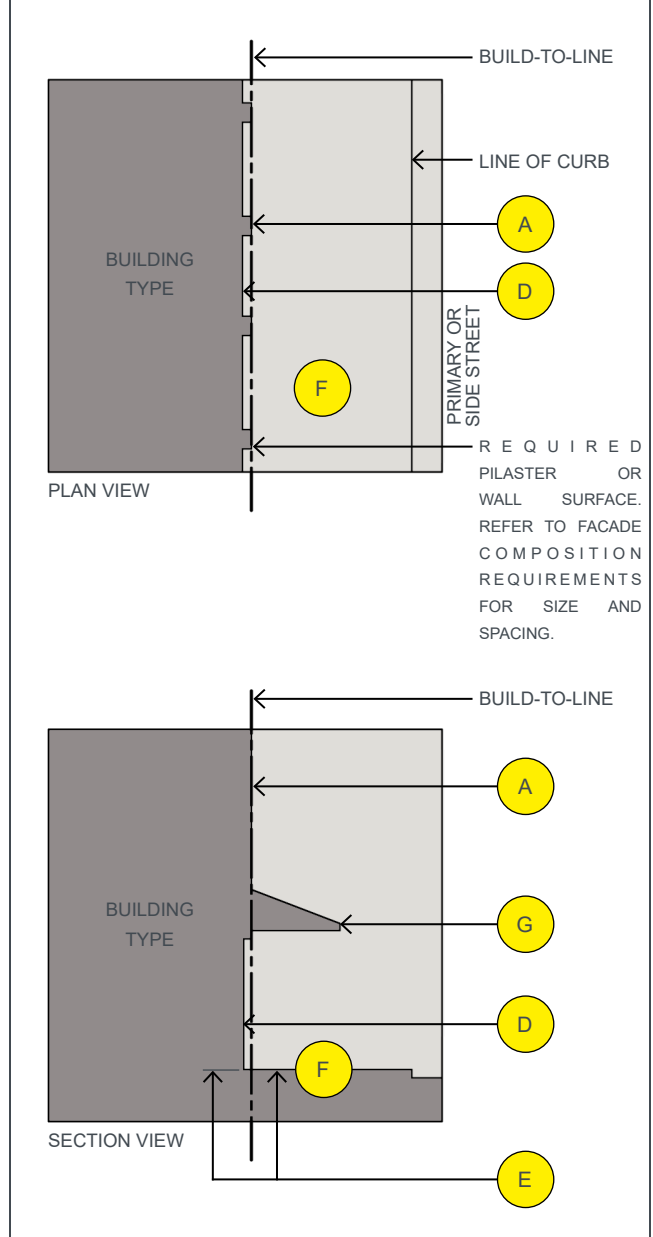 BUILD-TO-LINE
LINE OF CURB
A
BUILDING
TYPE
D
PRIMARY OR
SIDE STREET
F
REQUIRED
PILASTER OR
WALL SURFACE.
REFER TO FACADE
COMPOSITION
REQUIREMENTS
FOR SIZE AND
SPACING.
PLAN VIEW
BUILD-TO-LINE
A
BUILDING
TYPE
G
D
F
SECTION VIEW
E